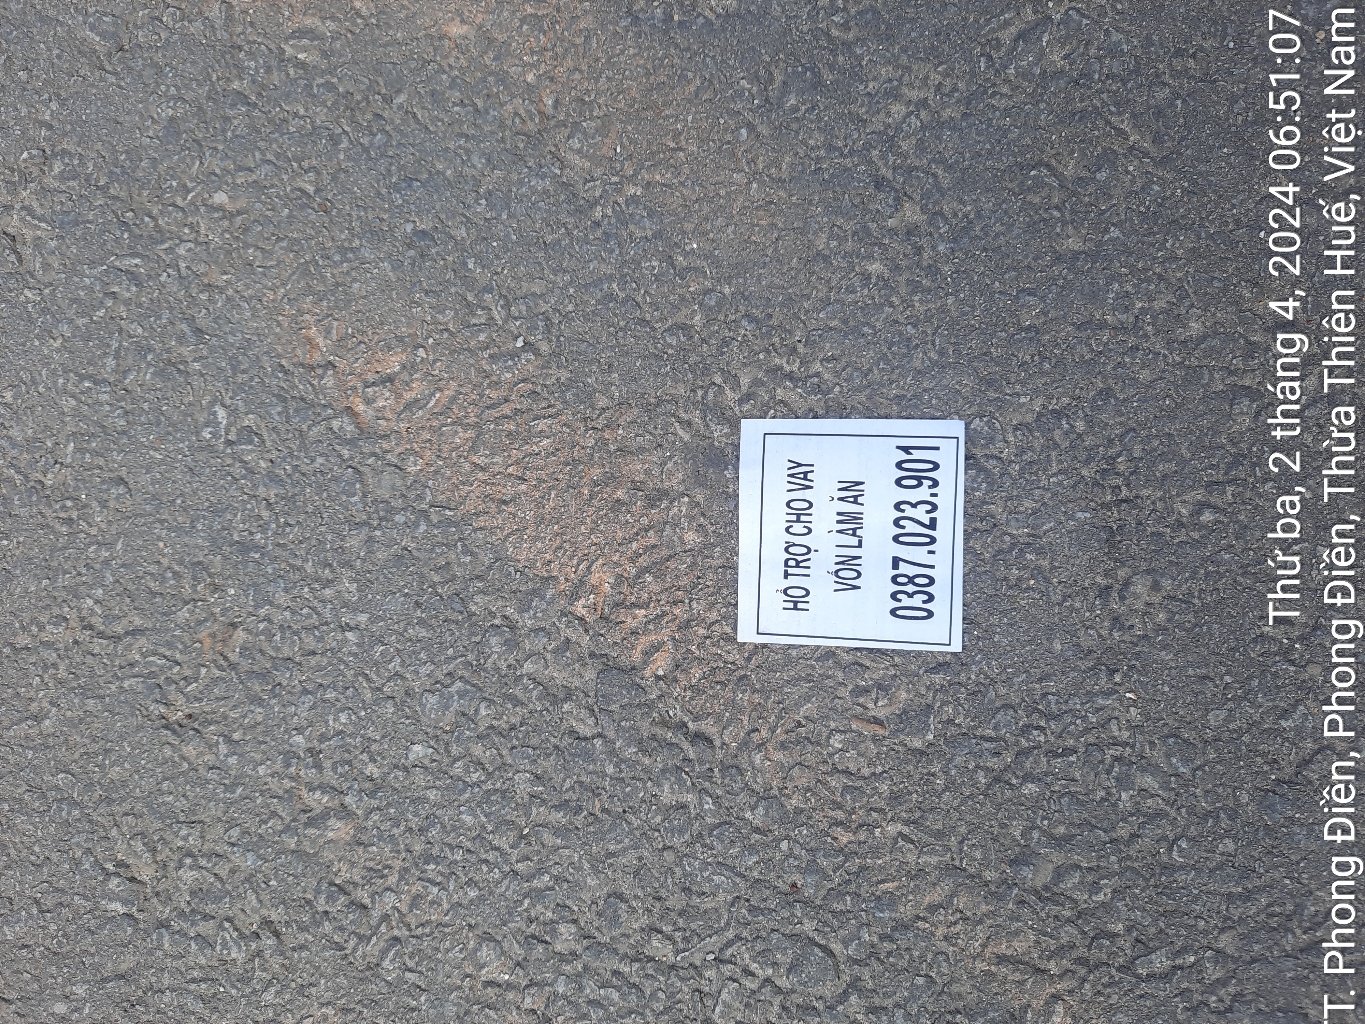 HỖ TRỢ CHO VAY
VỐN LÀM ĂN
0387.023.901
Thứ ba, 2 tháng 4, 2024 06:51:07
TT. Phong Điền, Phong Điền, Thừa Thiên Huế, Việt Nam